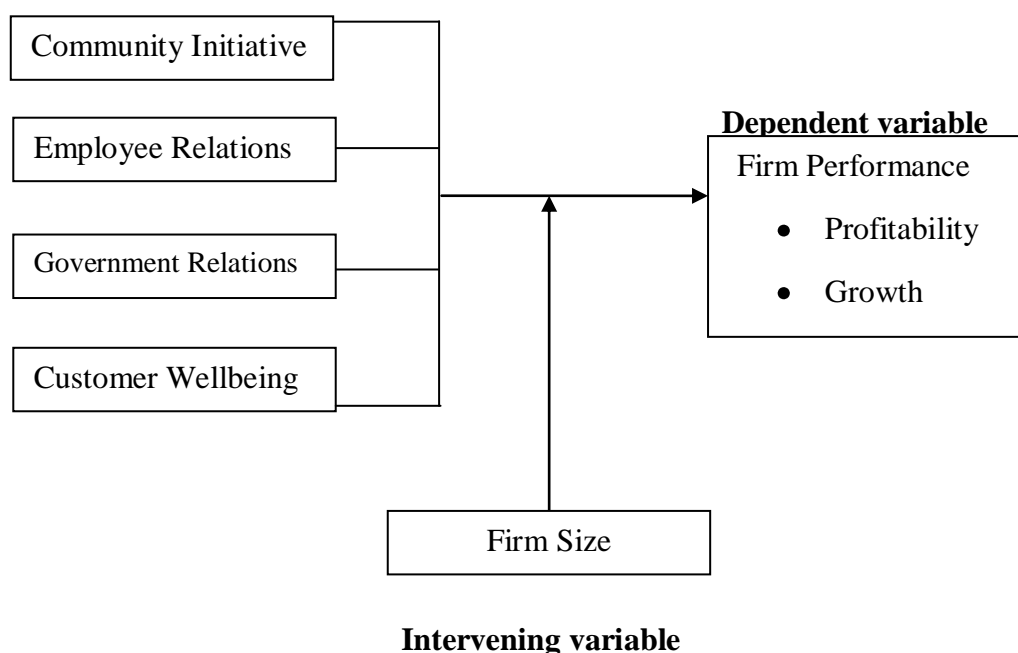 Community Initiative
Employee Relations
Government Relations
Customer Wellbeing
Dependent variable
Firm Performance
● Profitability
● Growth
Firm Size
Intervening variable